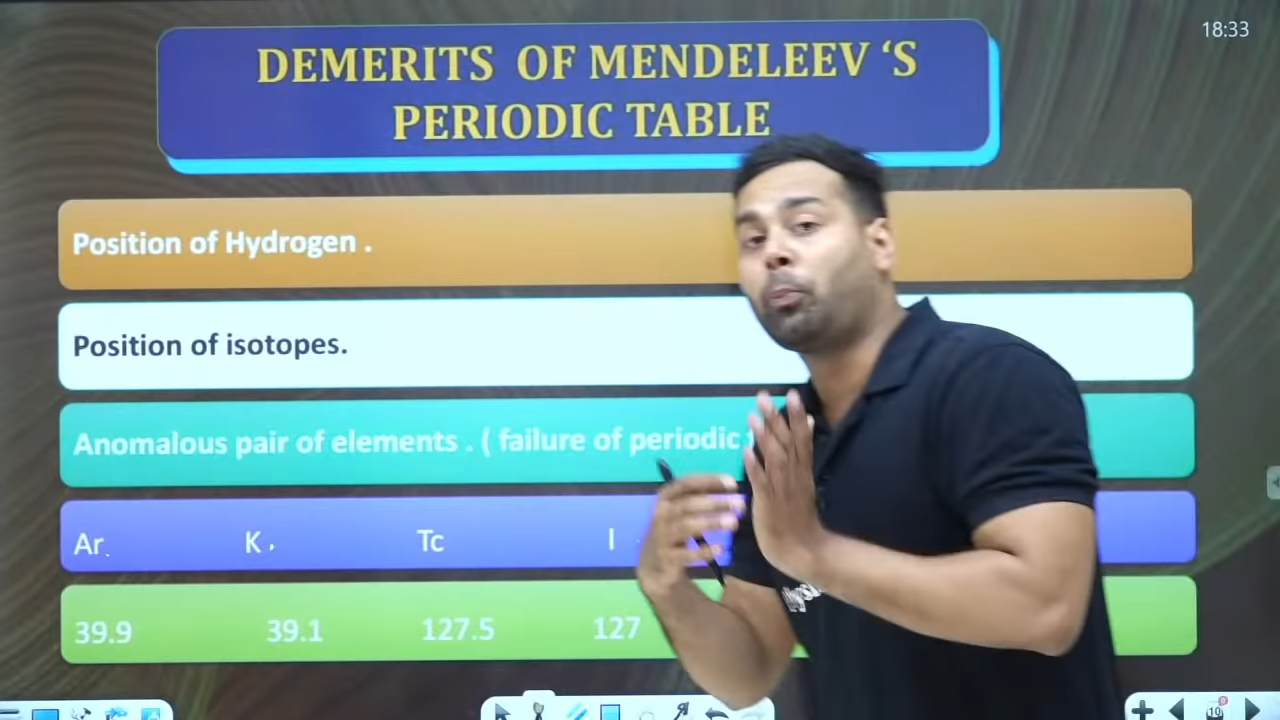 18:33
DEMERITS OF MENDELEEV ‘S
PERIODIC TABLE
Position of Hydrogen .
Position of isotopes.
Anomalous pair of elements . ( failure of periodic
Ar. K , Tc I
39.9 39.1 127.5 127